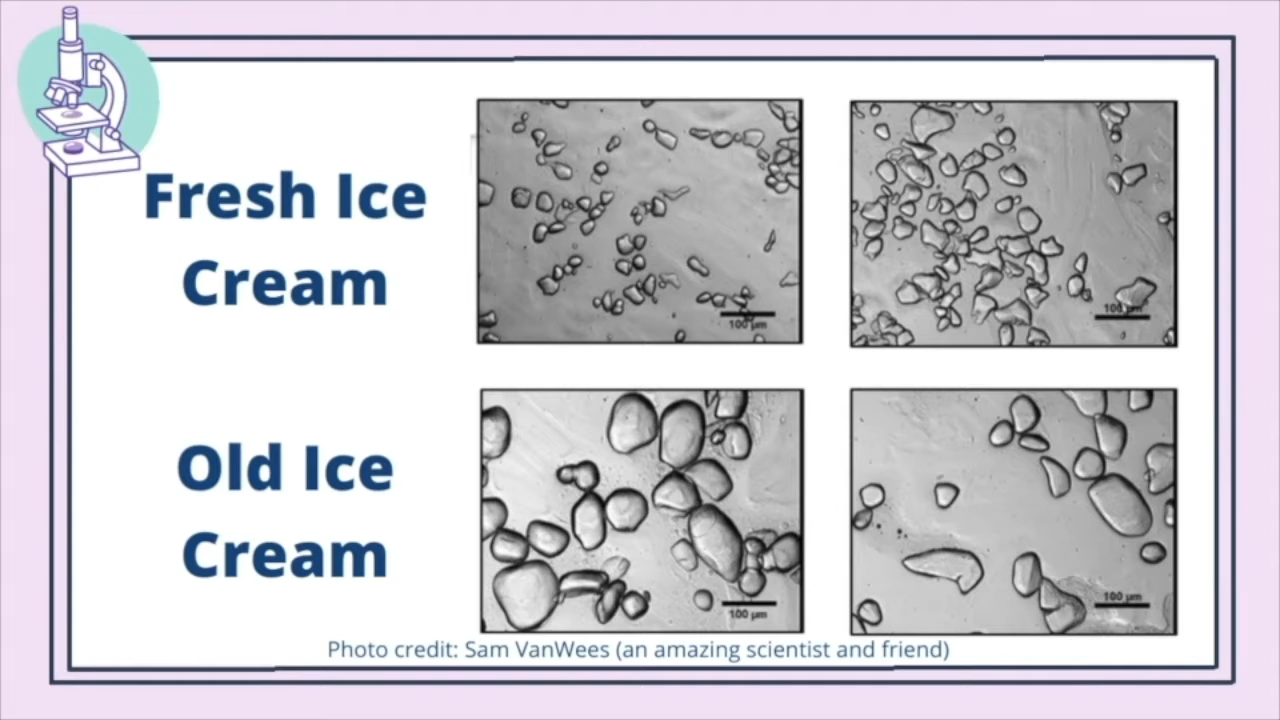 Fresh Ice
Cream
100 µm
100 µm
Old Ice
Cream
100 µm
100 µm
Photo credit: Sam VanWees (an amazing scientist and friend)